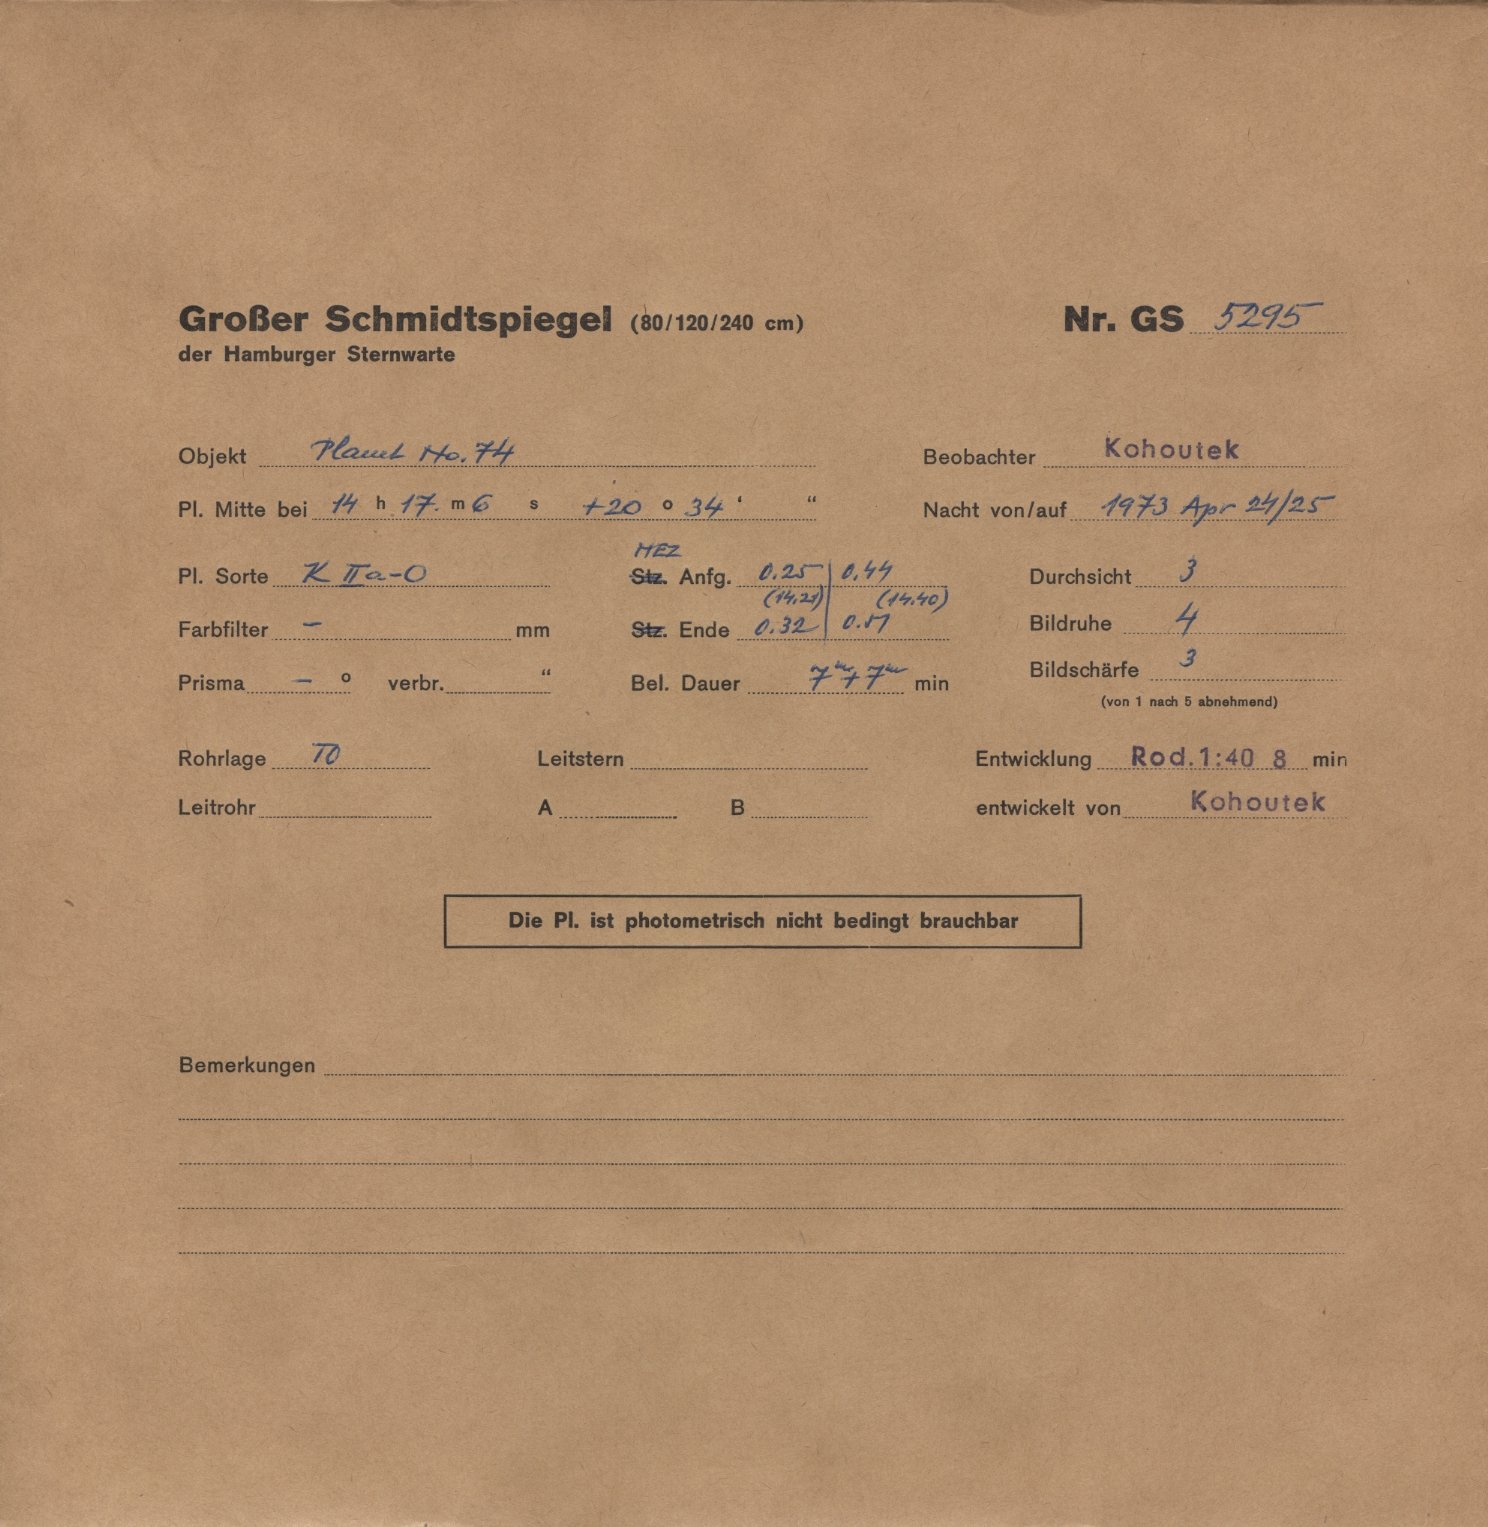 Großer Schmidtspiegel (80/120/240 cm) Nr. GS 5295
der Hamburger Sternwarte
Objekt Planet No. 74 Beobachter Kohoutek
Pl. Mitte bei 14 h 17. m 6 s +20 o 34 ‘ “ Nacht von/auf 1973 Apr 24/25
MEZ
Pl. Sorte K IIa-O Stz. Anfg. 0.25 | 0.44 Durchsicht 3
(14.21) (14.40)
Farbfilter – mm Stz. Ende 0.32 | 0.51 Bildruhe 4
Prisma – o verbr. “ Bel. Dauer 7m+7m min Bildschärfe 3
(von 1 nach 5 abnehmend)
Rohrlage TO Leitstern Entwicklung Rod. 1:40 8 min
Leitrohr A B entwickelt von Kohoutek
Die Pl. ist photometrisch nicht bedingt brauchbar
Bemerkungen